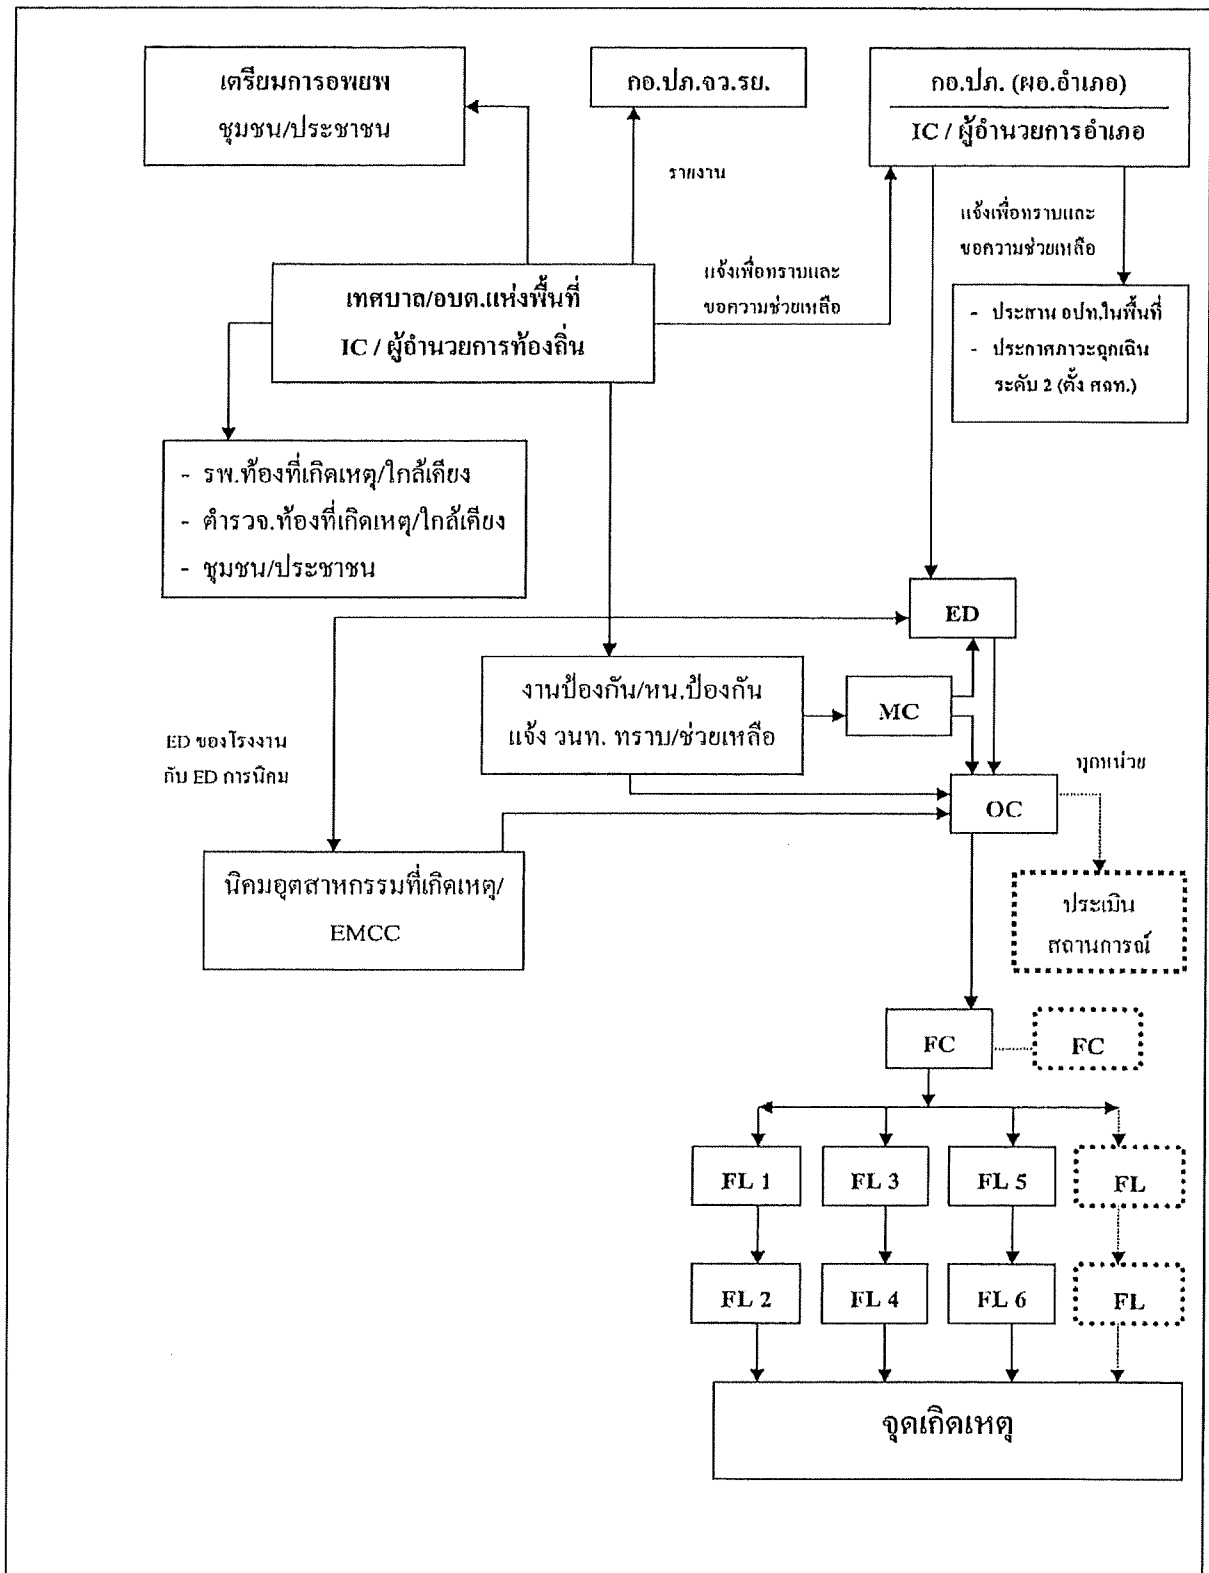 เตรียมการอพยพ
ชุมชน/ประชาชน
กอ.ปภ.จว.รย.
กอ.ปภ. (ผอ.อำเภอ)
IC / ผู้อำนวยการอำเภอ
รายงาน
แจ้งเพื่อทราบและ
ขอความช่วยเหลือ
แจ้งเพื่อทราบและ
ขอความช่วยเหลือ
เทศบาล/อบต.แห่งพื้นที่
IC / ผู้อำนวยการท้องถิ่น
- ประสาน อปท.ในพื้นที่
- ประกาศภาวะฉุกเฉิน
ระดับ 2 (ตั้ง ศฉท.)
- รพ.ท้องที่เกิดเหตุ/ใกล้เคียง
- ตำรวจ.ท้องที่เกิดเหตุ/ใกล้เคียง
- ชุมชน/ประชาชน
ED
งานป้องกัน/หน.ป้องกัน
แจ้ง วนท. ทราบ/ช่วยเหลือ
MC
ED ของโรงงาน
กับ ED การนิคม
ทุกหน่วย
OC
นิคมอุตสาหกรรมที่เกิดเหตุ/
EMCC
ประเมิน
สถานการณ์
FC
FC
FL 1
FL 3
FL 5
FL
FL 2
FL 4
FL 6
FL
จุดเกิดเหตุ